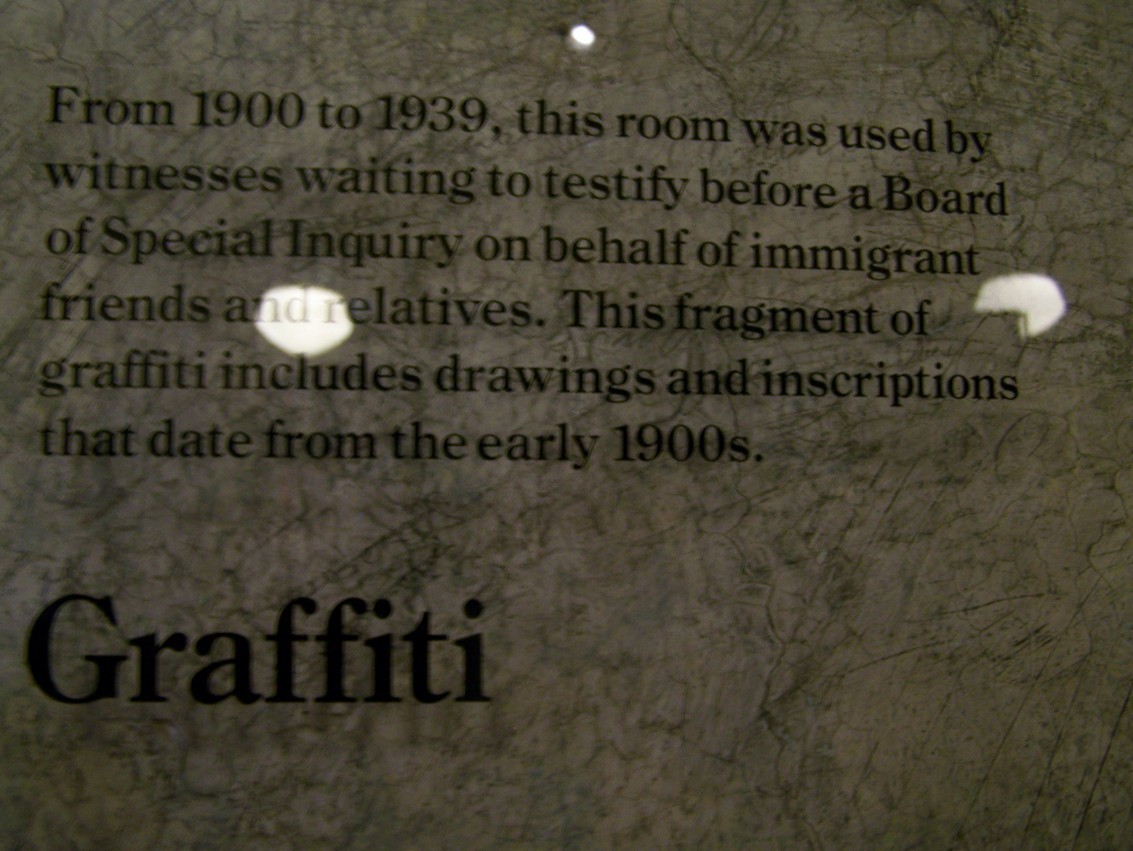 From 1900 to 1939, this room was used by
witnesses waiting to testify before a Board
of Special Inquiry on behalf of immigrant
friends and relatives. This fragment of
graffiti includes drawings and inscriptions
that date from the early 1900s.
Graffiti